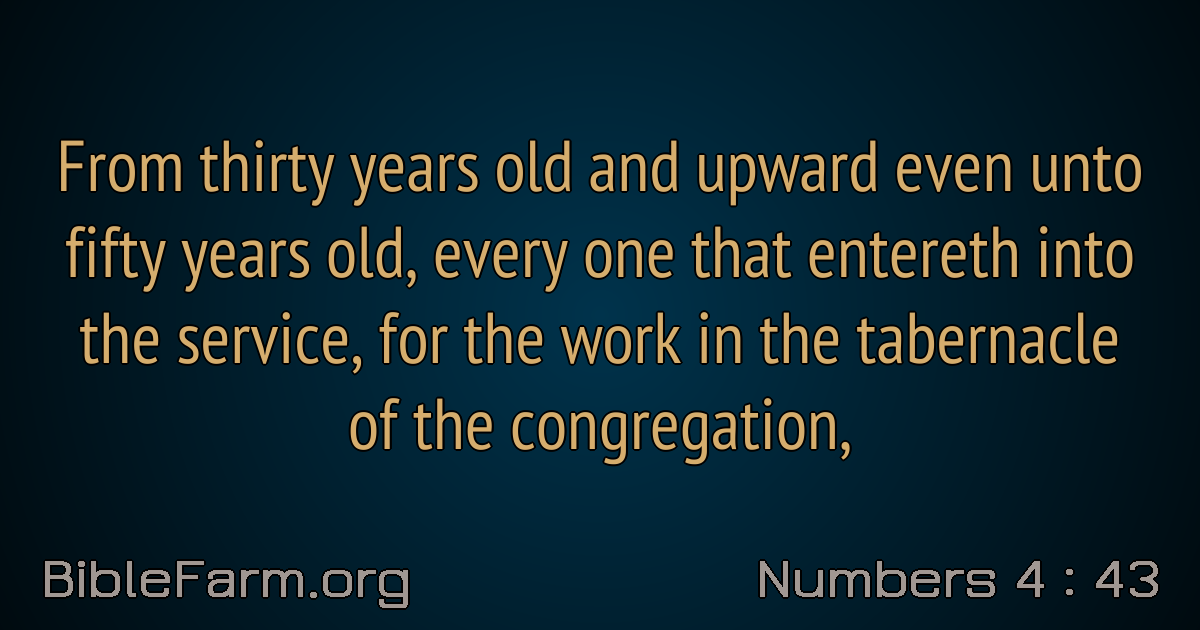 From thirty years old and upward even unto
fifty years old, every one that entereth into
the service, for the work in the tabernacle
of the congregation,
BibleFarm.org
Numbers 4 : 43